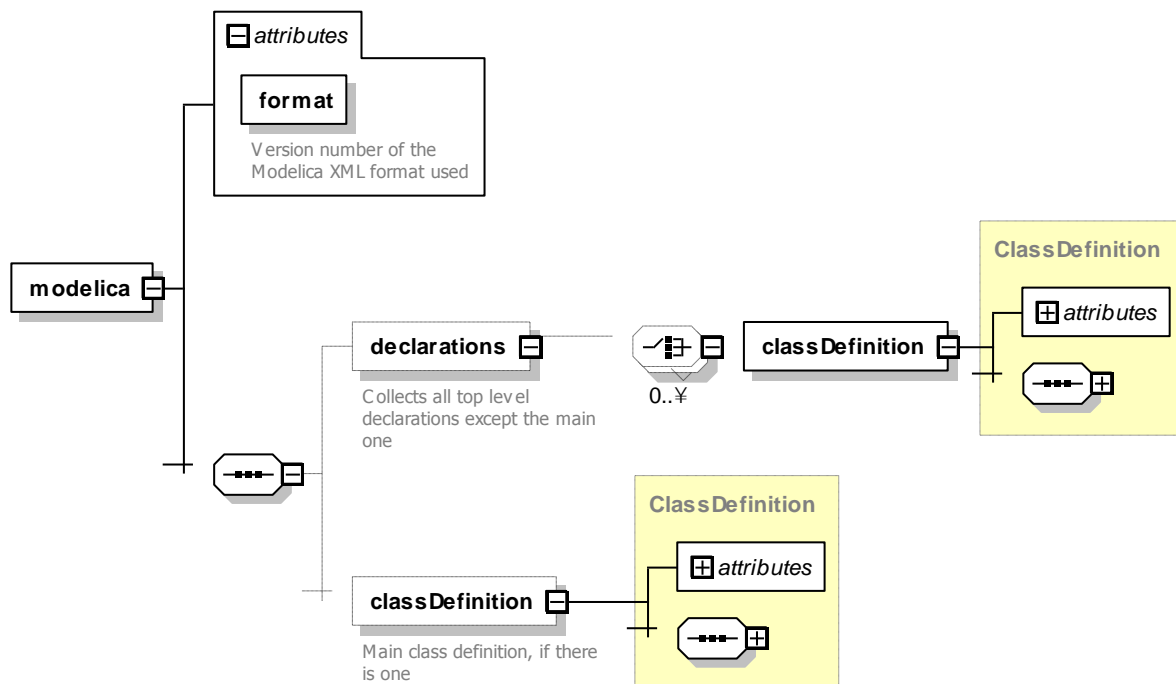 attributes
format
Version number of the
Modelica XML format used
modelica
ClassDefinition
attributes
declarations
classDefinition
0..¥
Collects all top level
declarations except the main
one
ClassDefinition
attributes
classDefinition
Main class definition, if there
is one